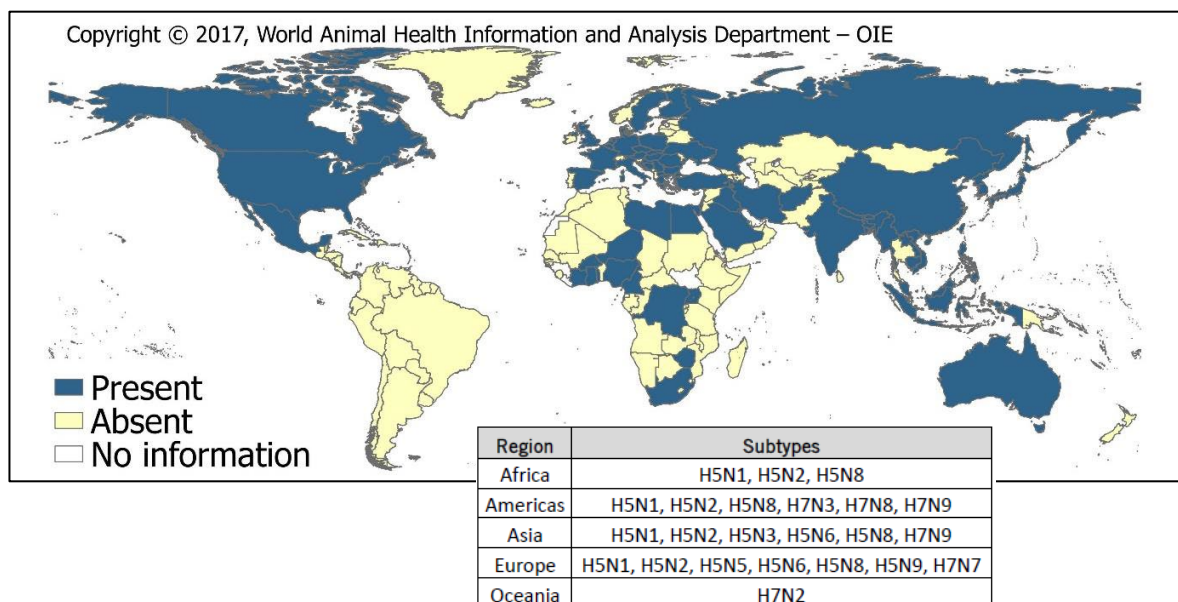 Copyright © 2017, World Animal Health Information and Analysis Department – OIE
Present
Absent
No information
Region Subtypes
Africa H5N1, H5N2, H5N8
Americas H5N1, H5N2, H5N8, H7N3, H7N8, H7N9
Asia H5N1, H5N2, H5N3, H5N6, H5N8, H7N9
Europe H5N1, H5N2, H5N5, H5N6, H5N8, H5N9, H7N7
Oceania H7N2